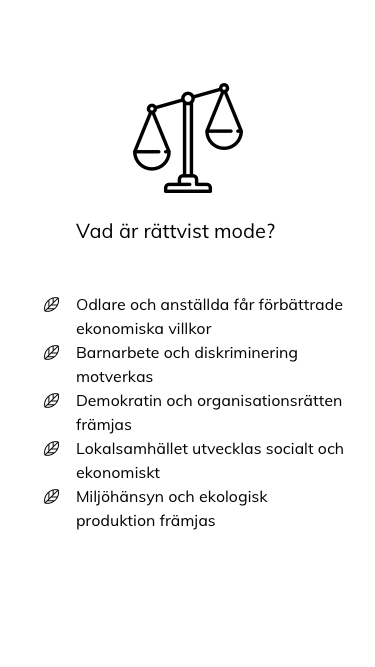 Vad är rättvist mode?
Odlare och anställda får förbättrade
ekonomiska villkor
Barnarbete och diskriminering
motverkas
Demokratin och organisationsrätten
främjas
Lokalsamhället utvecklas socialt och
ekonomiskt
Miljöhänsyn och ekologisk
produktion främjas